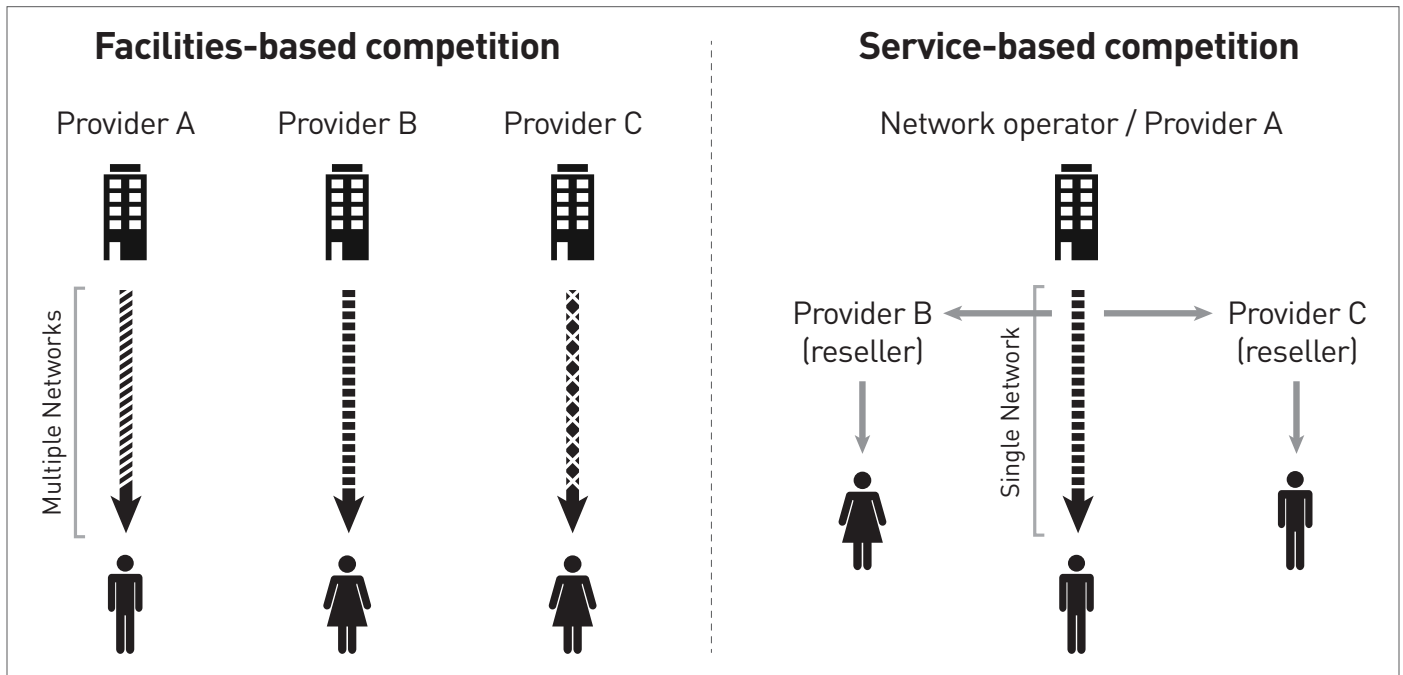 Facilities-based competition
Provider A
Provider B
Provider C
Multiple Networks
Service-based competition
Network operator / Provider A
Provider B
(reseller)
Single Network
Provider C
(reseller)